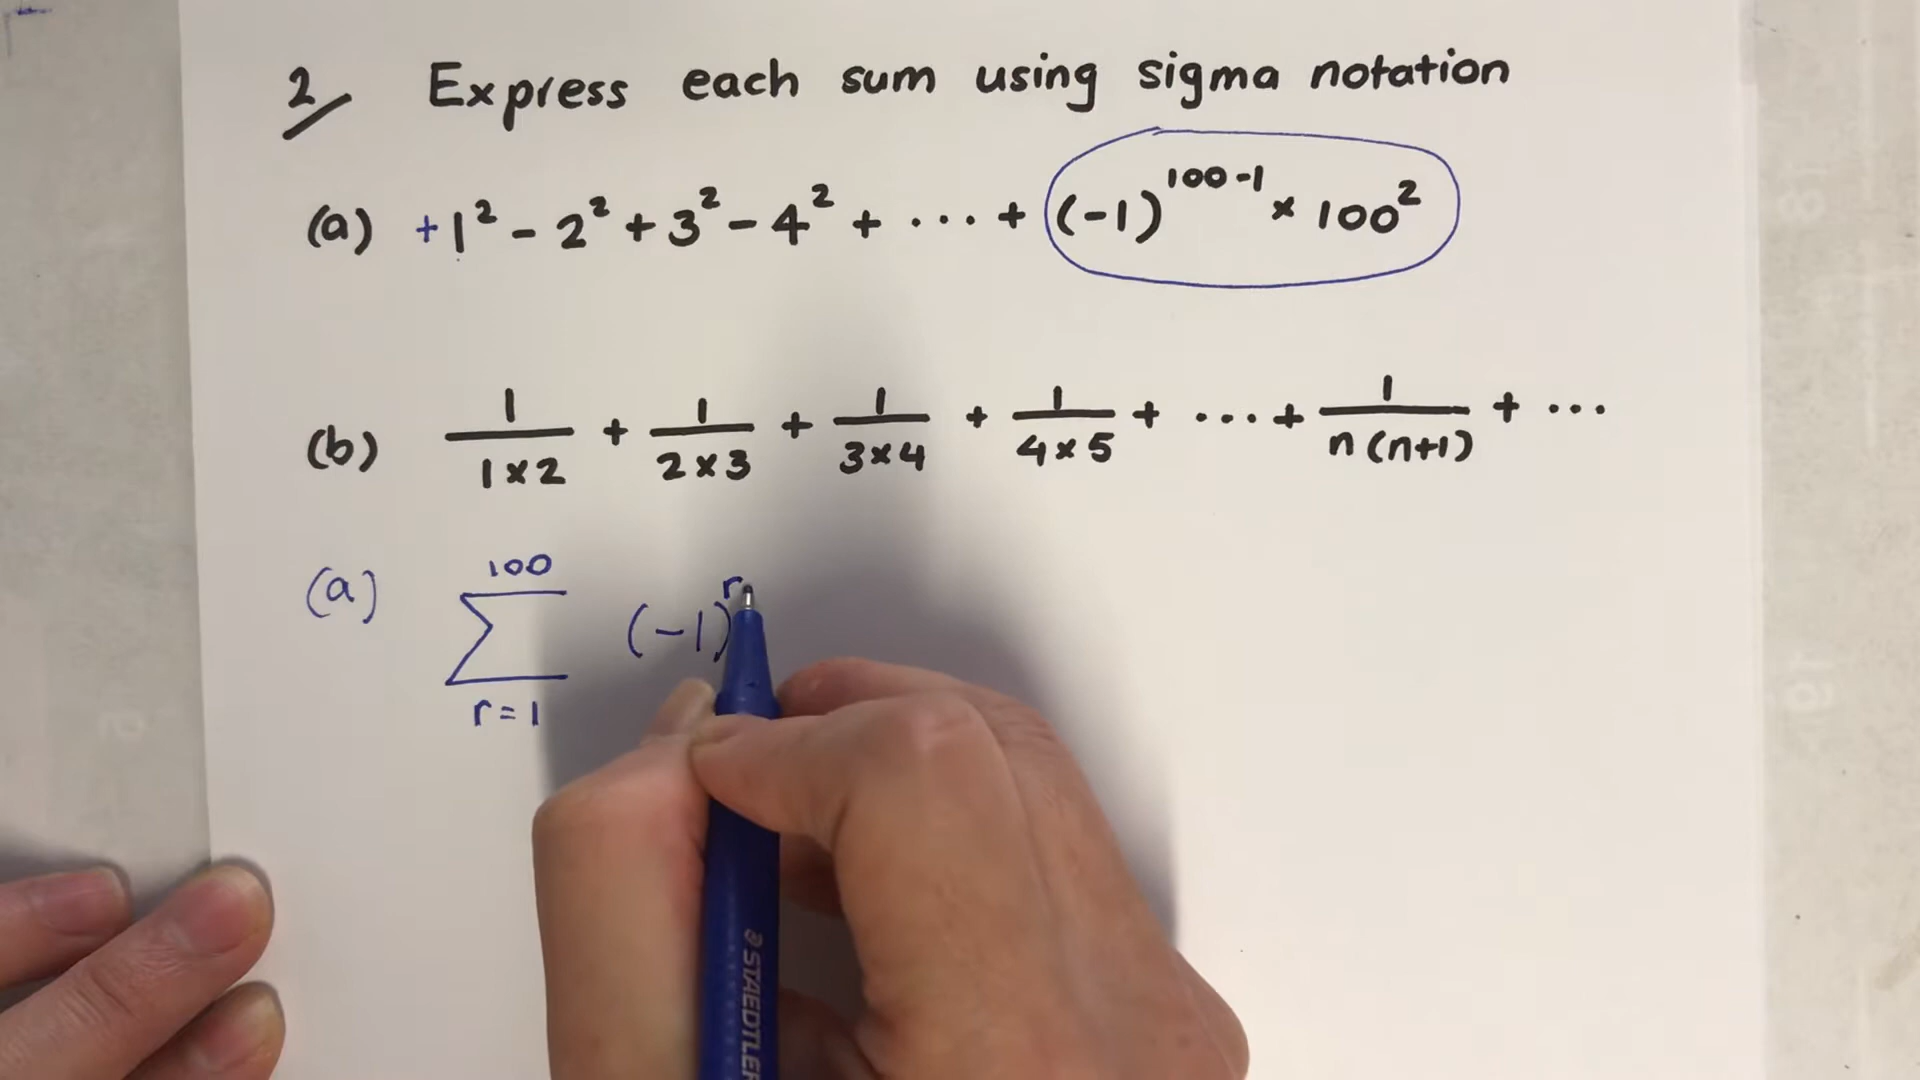 2/ Express each sum using sigma notation
(a) +1² - 2² + 3² - 4² + ... + (-1)¹⁰⁰⁻¹ × 100²
(b) 1/(1×2) + 1/(2×3) + 1/(3×4) + 1/(4×5) + ... + 1/(n(n+1)) + ...
(a) 100 ∑ r=1 (-1)ʳ
STAEDTLER